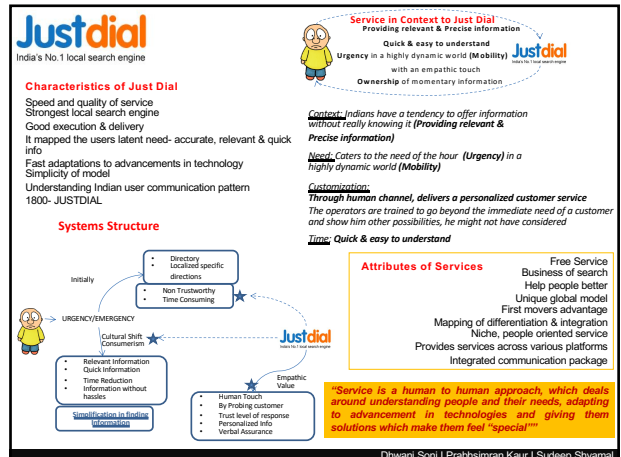 Justdial
India's No.1 local search engine
Characteristics of Just Dial
Speed and quality of service
Strongest local search engine
Good execution & delivery
It mapped the users latent need- accurate, relevant & quick
info
Fast adaptations to advancements in technology
Simplicity of model
Understanding Indian user communication pattern
1800- JUSTDIAL
Service in Context to Just Dial
Providing relevant & Precise information
Quick & easy to understand
Urgency in a highly dynamic world (Mobility)
with an empathic touch
Ownership of momentary information
Justdial
India's No.1 local search engine
Context: Indians have a tendency to offer information
without really knowing it (Providing relevant &
Precise information)
Need: Caters to the need of the hour (Urgency) in a
highly dynamic world (Mobility)
Customization:
Through human channel, delivers a personalized customer service
The operators are trained to go beyond the immediate need of a customer
and show him other possibilities, he might not have considered
Time: Quick & easy to understand
Systems Structure
• Directory
• Localized specific
directions
• Non Trustworthy
• Time Consuming
Initially
URGENCY/EMERGENCY
Cultural Shift
Consumerism
Justdial
India's No.1 local search engine
• Relevant Information
• Quick Information
• Time Reduction
• Information without
hassles
Simplification in finding
Information
Empathic
Value
• Human Touch
• By Probing customer
• Trust level of response
• Personalized Info
• Verbal Assurance
Attributes of Services
Free Service
Business of search
Help people better
Unique global model
First movers advantage
Mapping of differentiation & integration
Niche, people oriented service
Provides services across various platforms
Integrated communication package
"Service is a human to human approach, which deals
around understanding people and their needs, adapting
to advancement in technologies and giving them
solutions which make them feel "special""
Dhwani Soni I Prabhsimran Kaur I Sudeep Shyamal